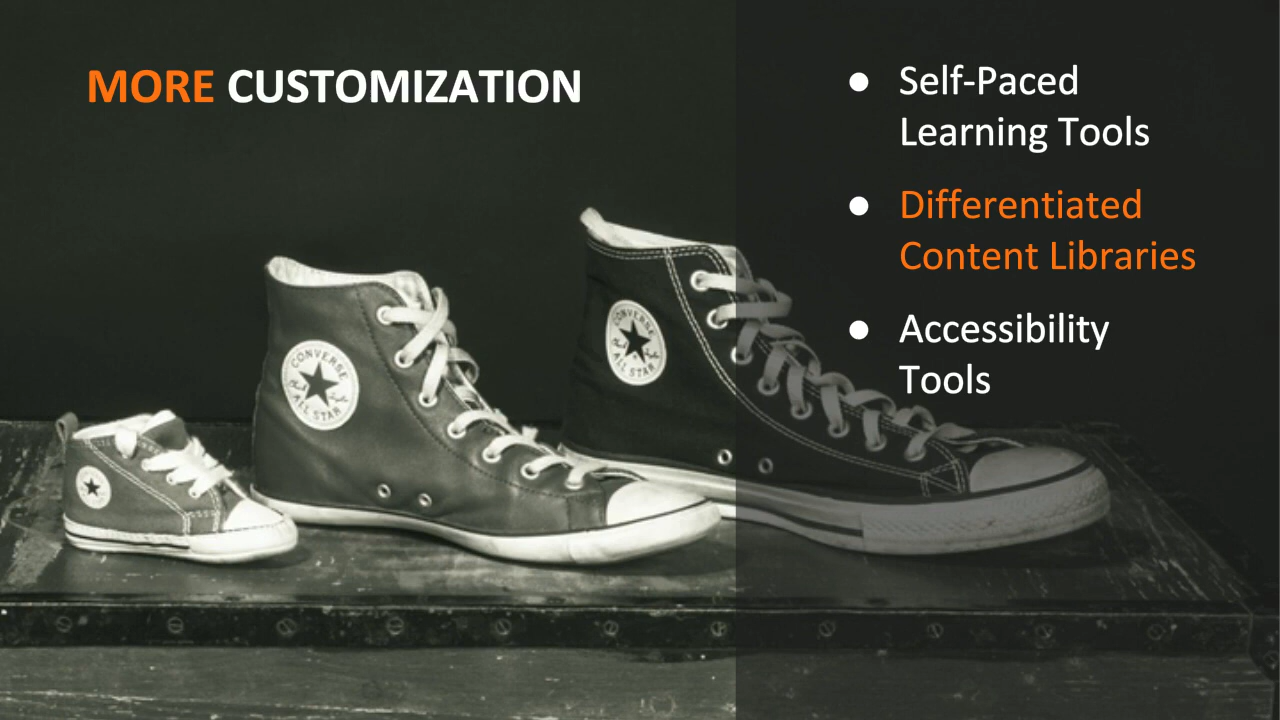 MORE CUSTOMIZATION
● Self-Paced
Learning Tools
● Differentiated
Content Libraries
● Accessibility
Tools
CONVERSE
ALL STAR
CONVERSE
ALL STAR